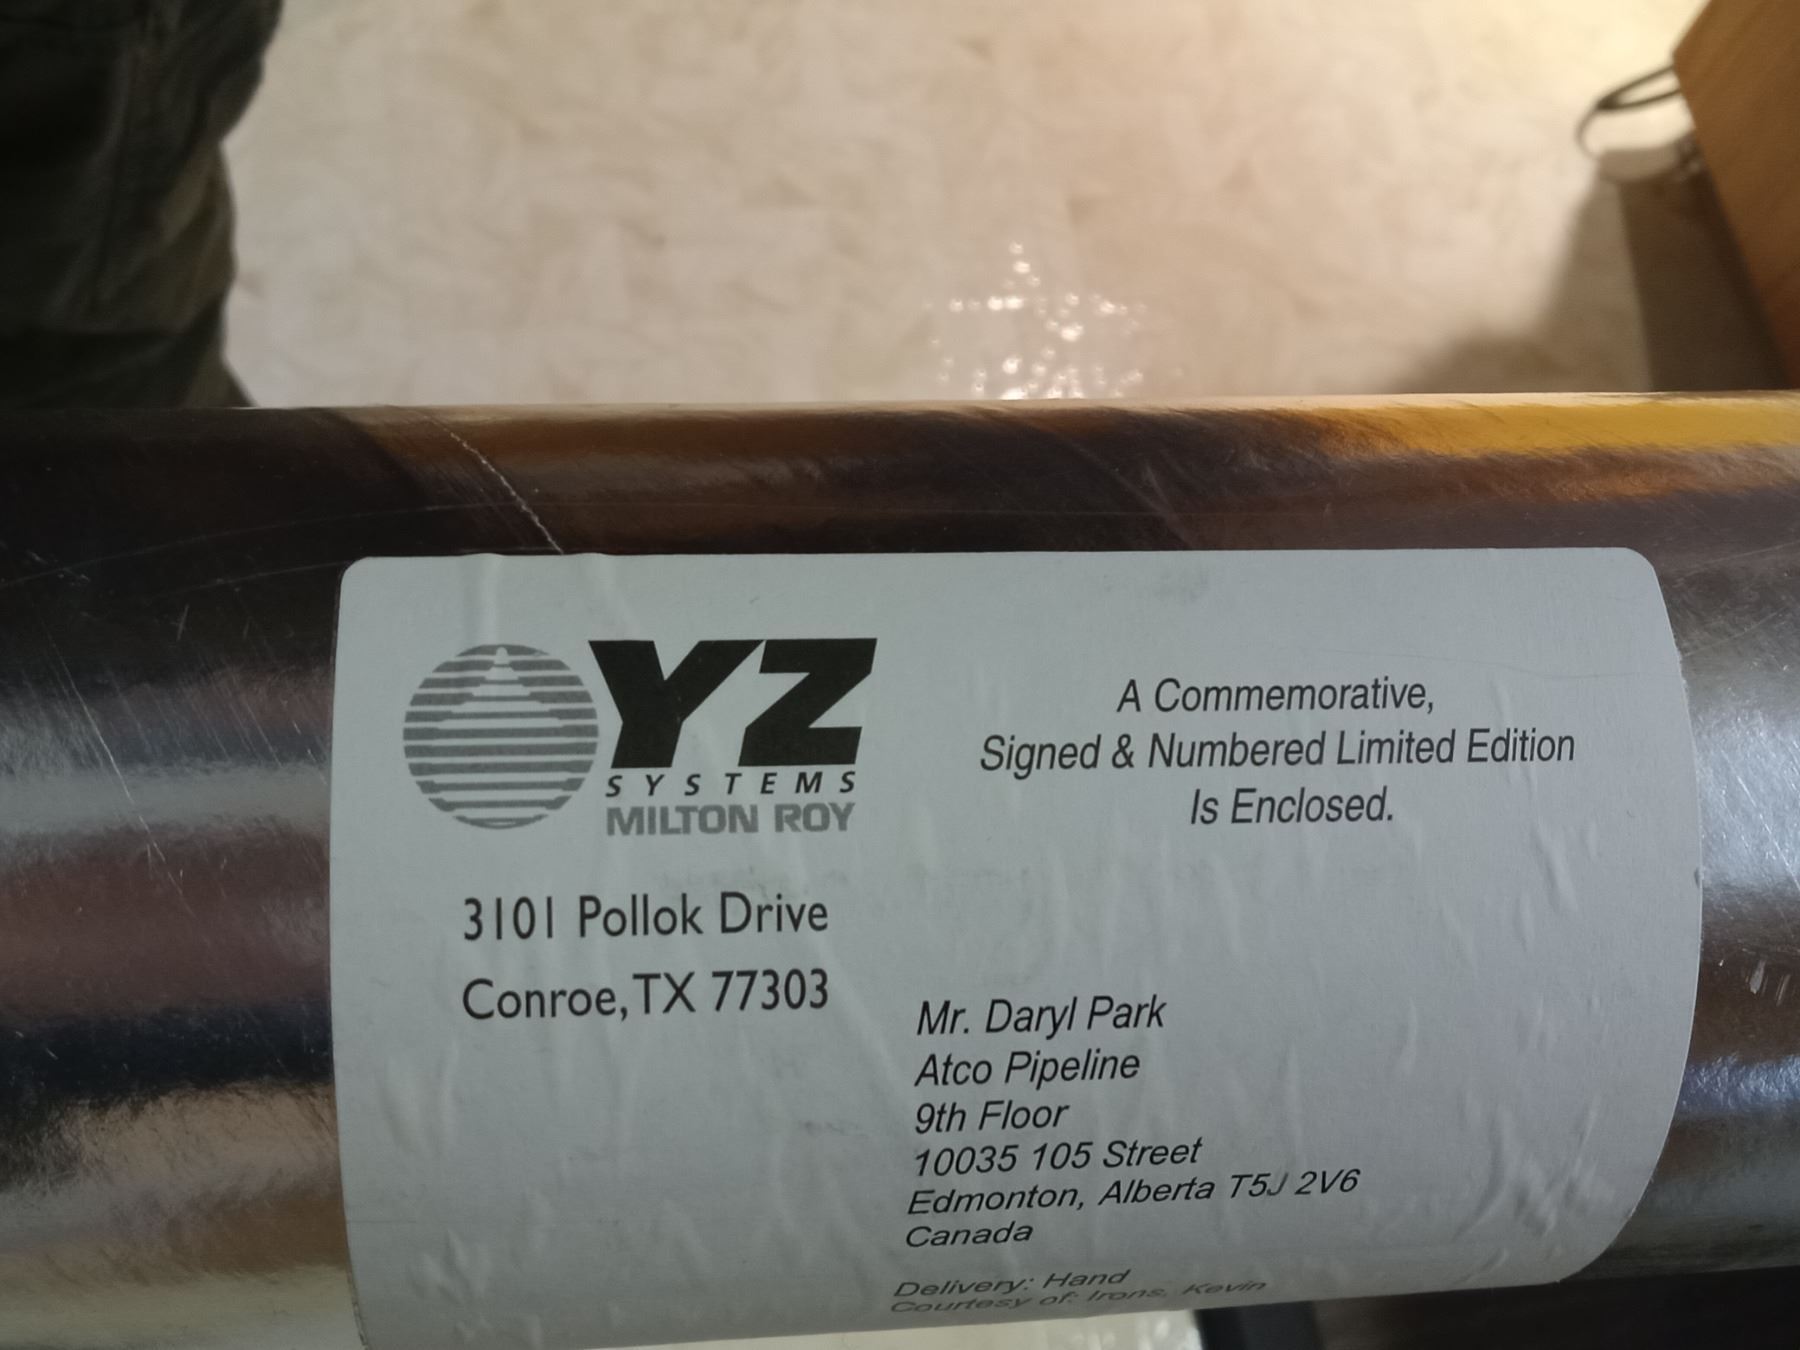 YZ
SYSTEMS
MILTON ROY
3101 Pollok Drive
Conroe, TX 77303
A Commemorative,
Signed & Numbered Limited Edition
Is Enclosed.
Mr. Daryl Park
Atco Pipeline
9th Floor
10035 105 Street
Edmonton, Alberta T5J 2V6
Canada
Delivery: Hand
Courtesy of: Irons, Kevin